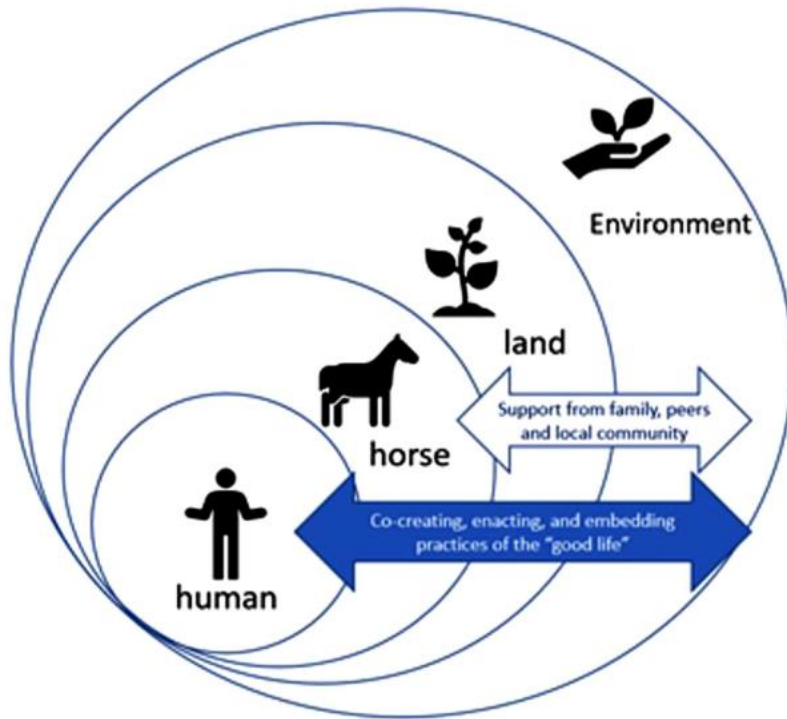 Environment
land
Support from family, peers
and local community
horse
Co-creating, enacting, and embedding
practices of the "good life"
human